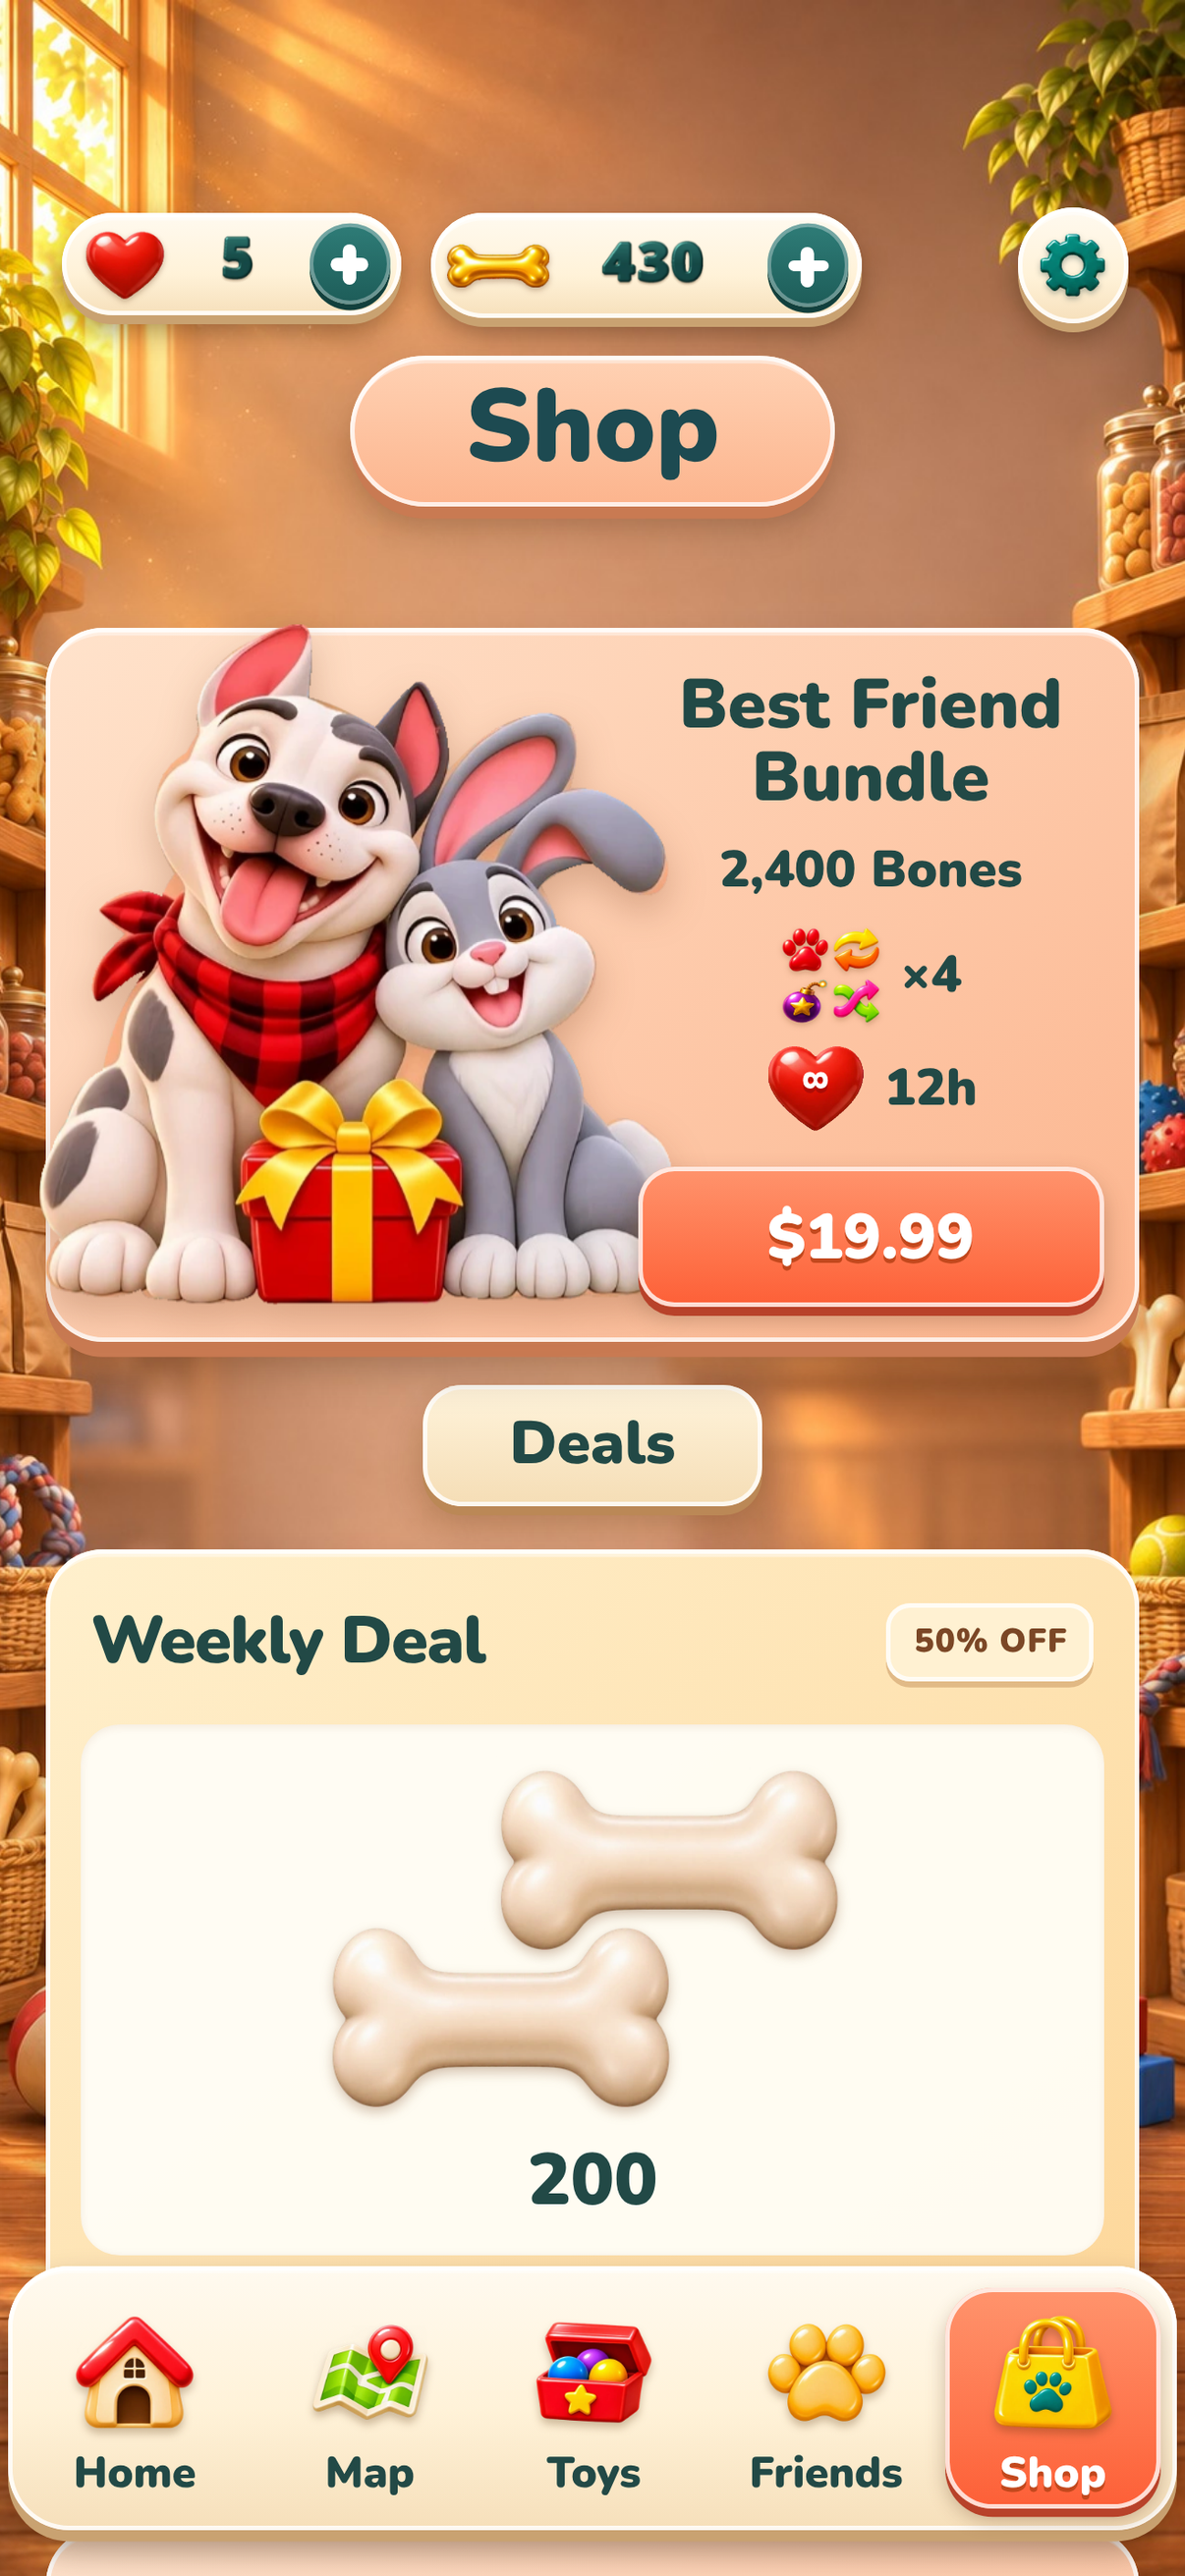 5
430
Shop
Best Friend
Bundle
2,400 Bones
×4
∞ 12h
$19.99
Deals
Weekly Deal
50% OFF
200
Home Map Toys Friends Shop